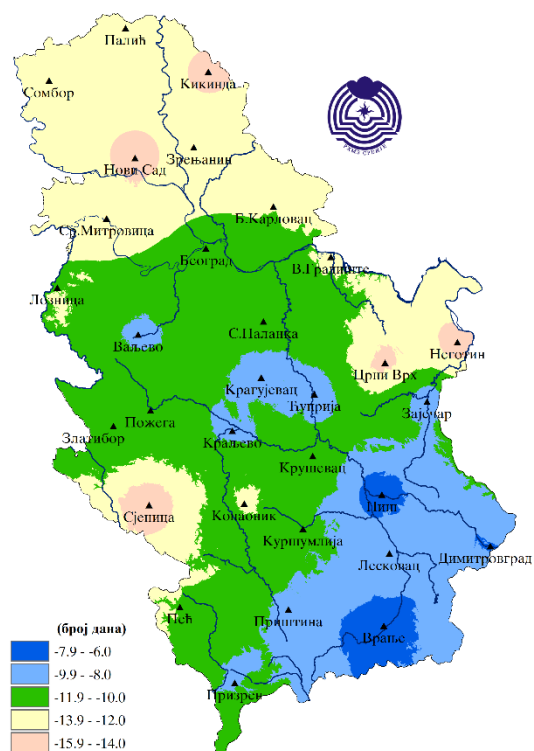 Палић
Кикинда
Сомбор
РХМЗ СРБИЈЕ
Зрењанин
Нови Сад
Б.Карловац
Ср.Митровица
Београд
В.Градиште
Лозница
С.Паланка
Ваљево
Неготин
Црни Врх
Крагујевац
Ћуприја
Зајечар
Пожега
Златибор
Краљево
Крушевац
Ниш
Сјеница
Копаоник
Куршумлија
Димитровград
Лесковац
Пећ
Приштина
Врање
(број дана)
-7.9 - -6.0
-9.9 - -8.0
-11.9 - -10.0
Призрен
-13.9 - -12.0
-15.9 - -14.0